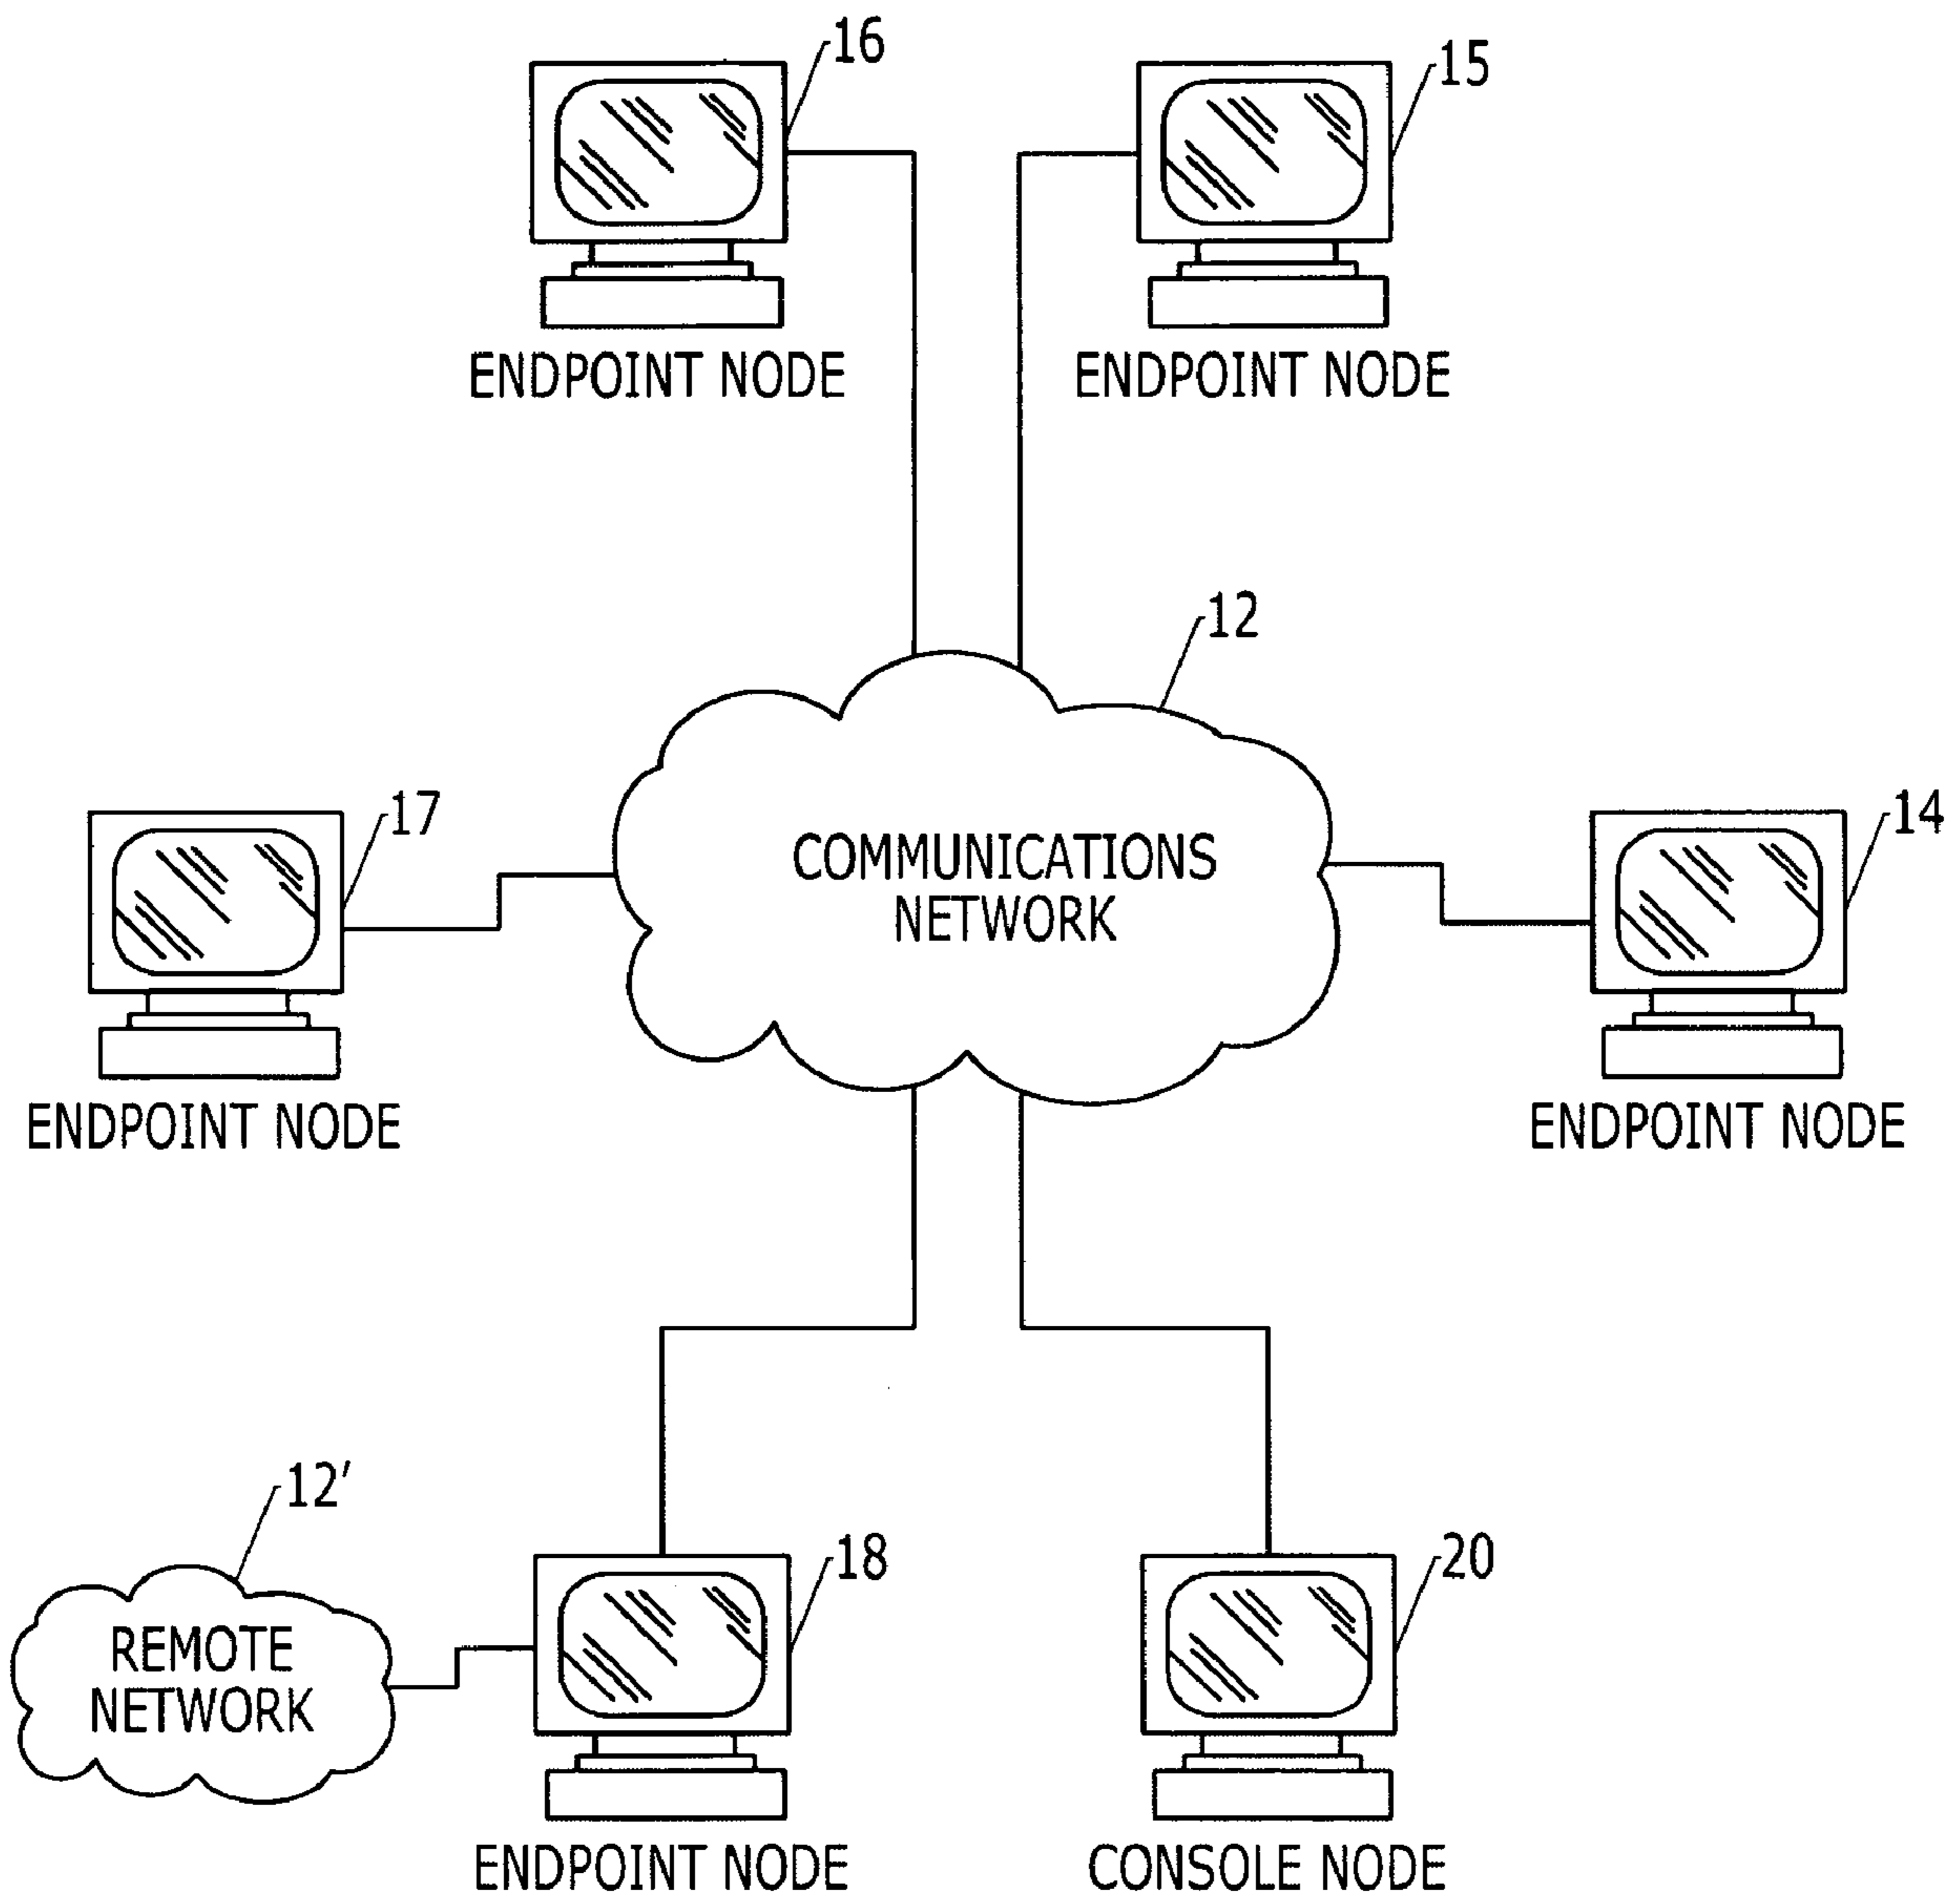 16
15
ENDPOINT NODE
ENDPOINT NODE
12
17
COMMUNICATIONS
NETWORK
14
ENDPOINT NODE
ENDPOINT NODE
12'
REMOTE
NETWORK
18
20
ENDPOINT NODE
CONSOLE NODE